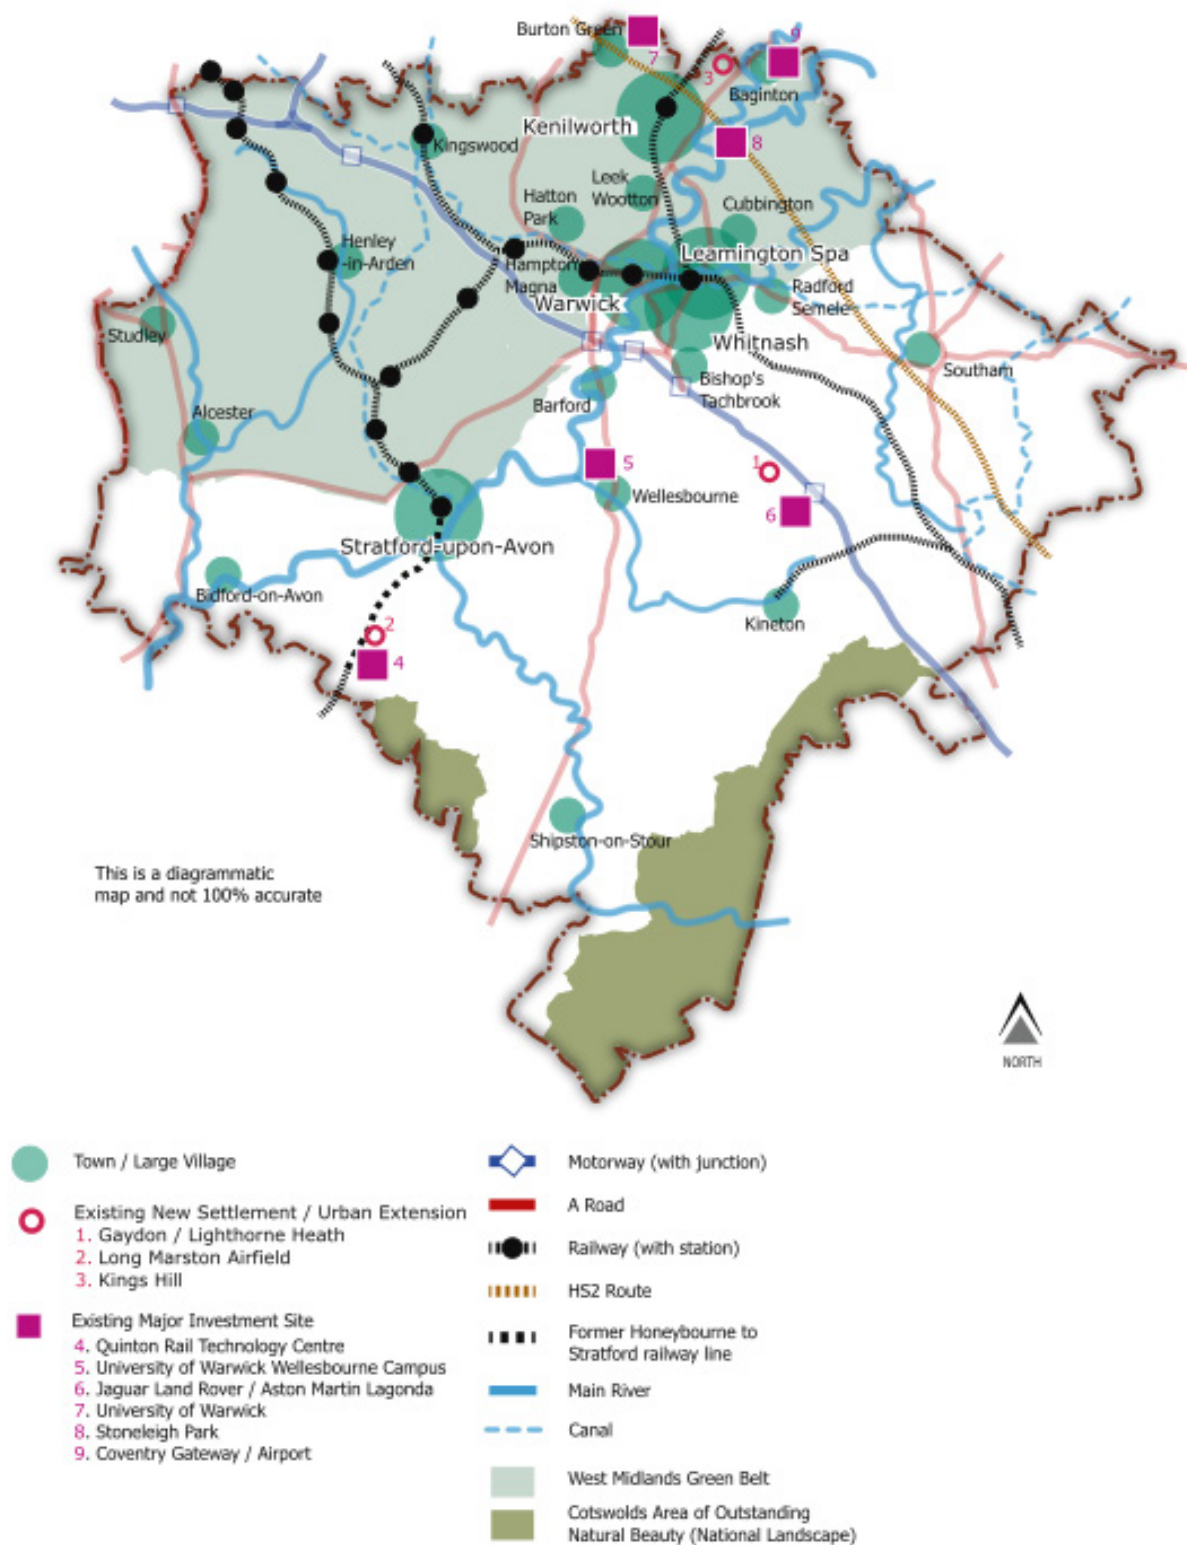 Burton Green
7
9
3
Baginton
Kenilworth
8
Kingswood
Leek
Wootton
Hatton
Park
Cubbington
Henley
-in-Arden
Leamington Spa
Hampton
Magna
Radford
Semele
Warwick
Studley
Whitnash
Southam
Bishop's
Tachbrook
Barford
Alcester
5
1
Wellesbourne
6
Stratford-upon-Avon
Bidford-on-Avon
Kineton
2
4
Shipston-on-Stour
This is a diagrammatic
map and not 100% accurate
NORTH
Town / Large Village
Existing New Settlement / Urban Extension
1. Gaydon / Lighthorne Heath
2. Long Marston Airfield
3. Kings Hill
Existing Major Investment Site
4. Quinton Rail Technology Centre
5. University of Warwick Wellesbourne Campus
6. Jaguar Land Rover / Aston Martin Lagonda
7. University of Warwick
8. Stoneleigh Park
9. Coventry Gateway / Airport
Motorway (with junction)
A Road
Railway (with station)
HS2 Route
Former Honeybourne to
Stratford railway line
Main River
Canal
West Midlands Green Belt
Cotswolds Area of Outstanding
Natural Beauty (National Landscape)